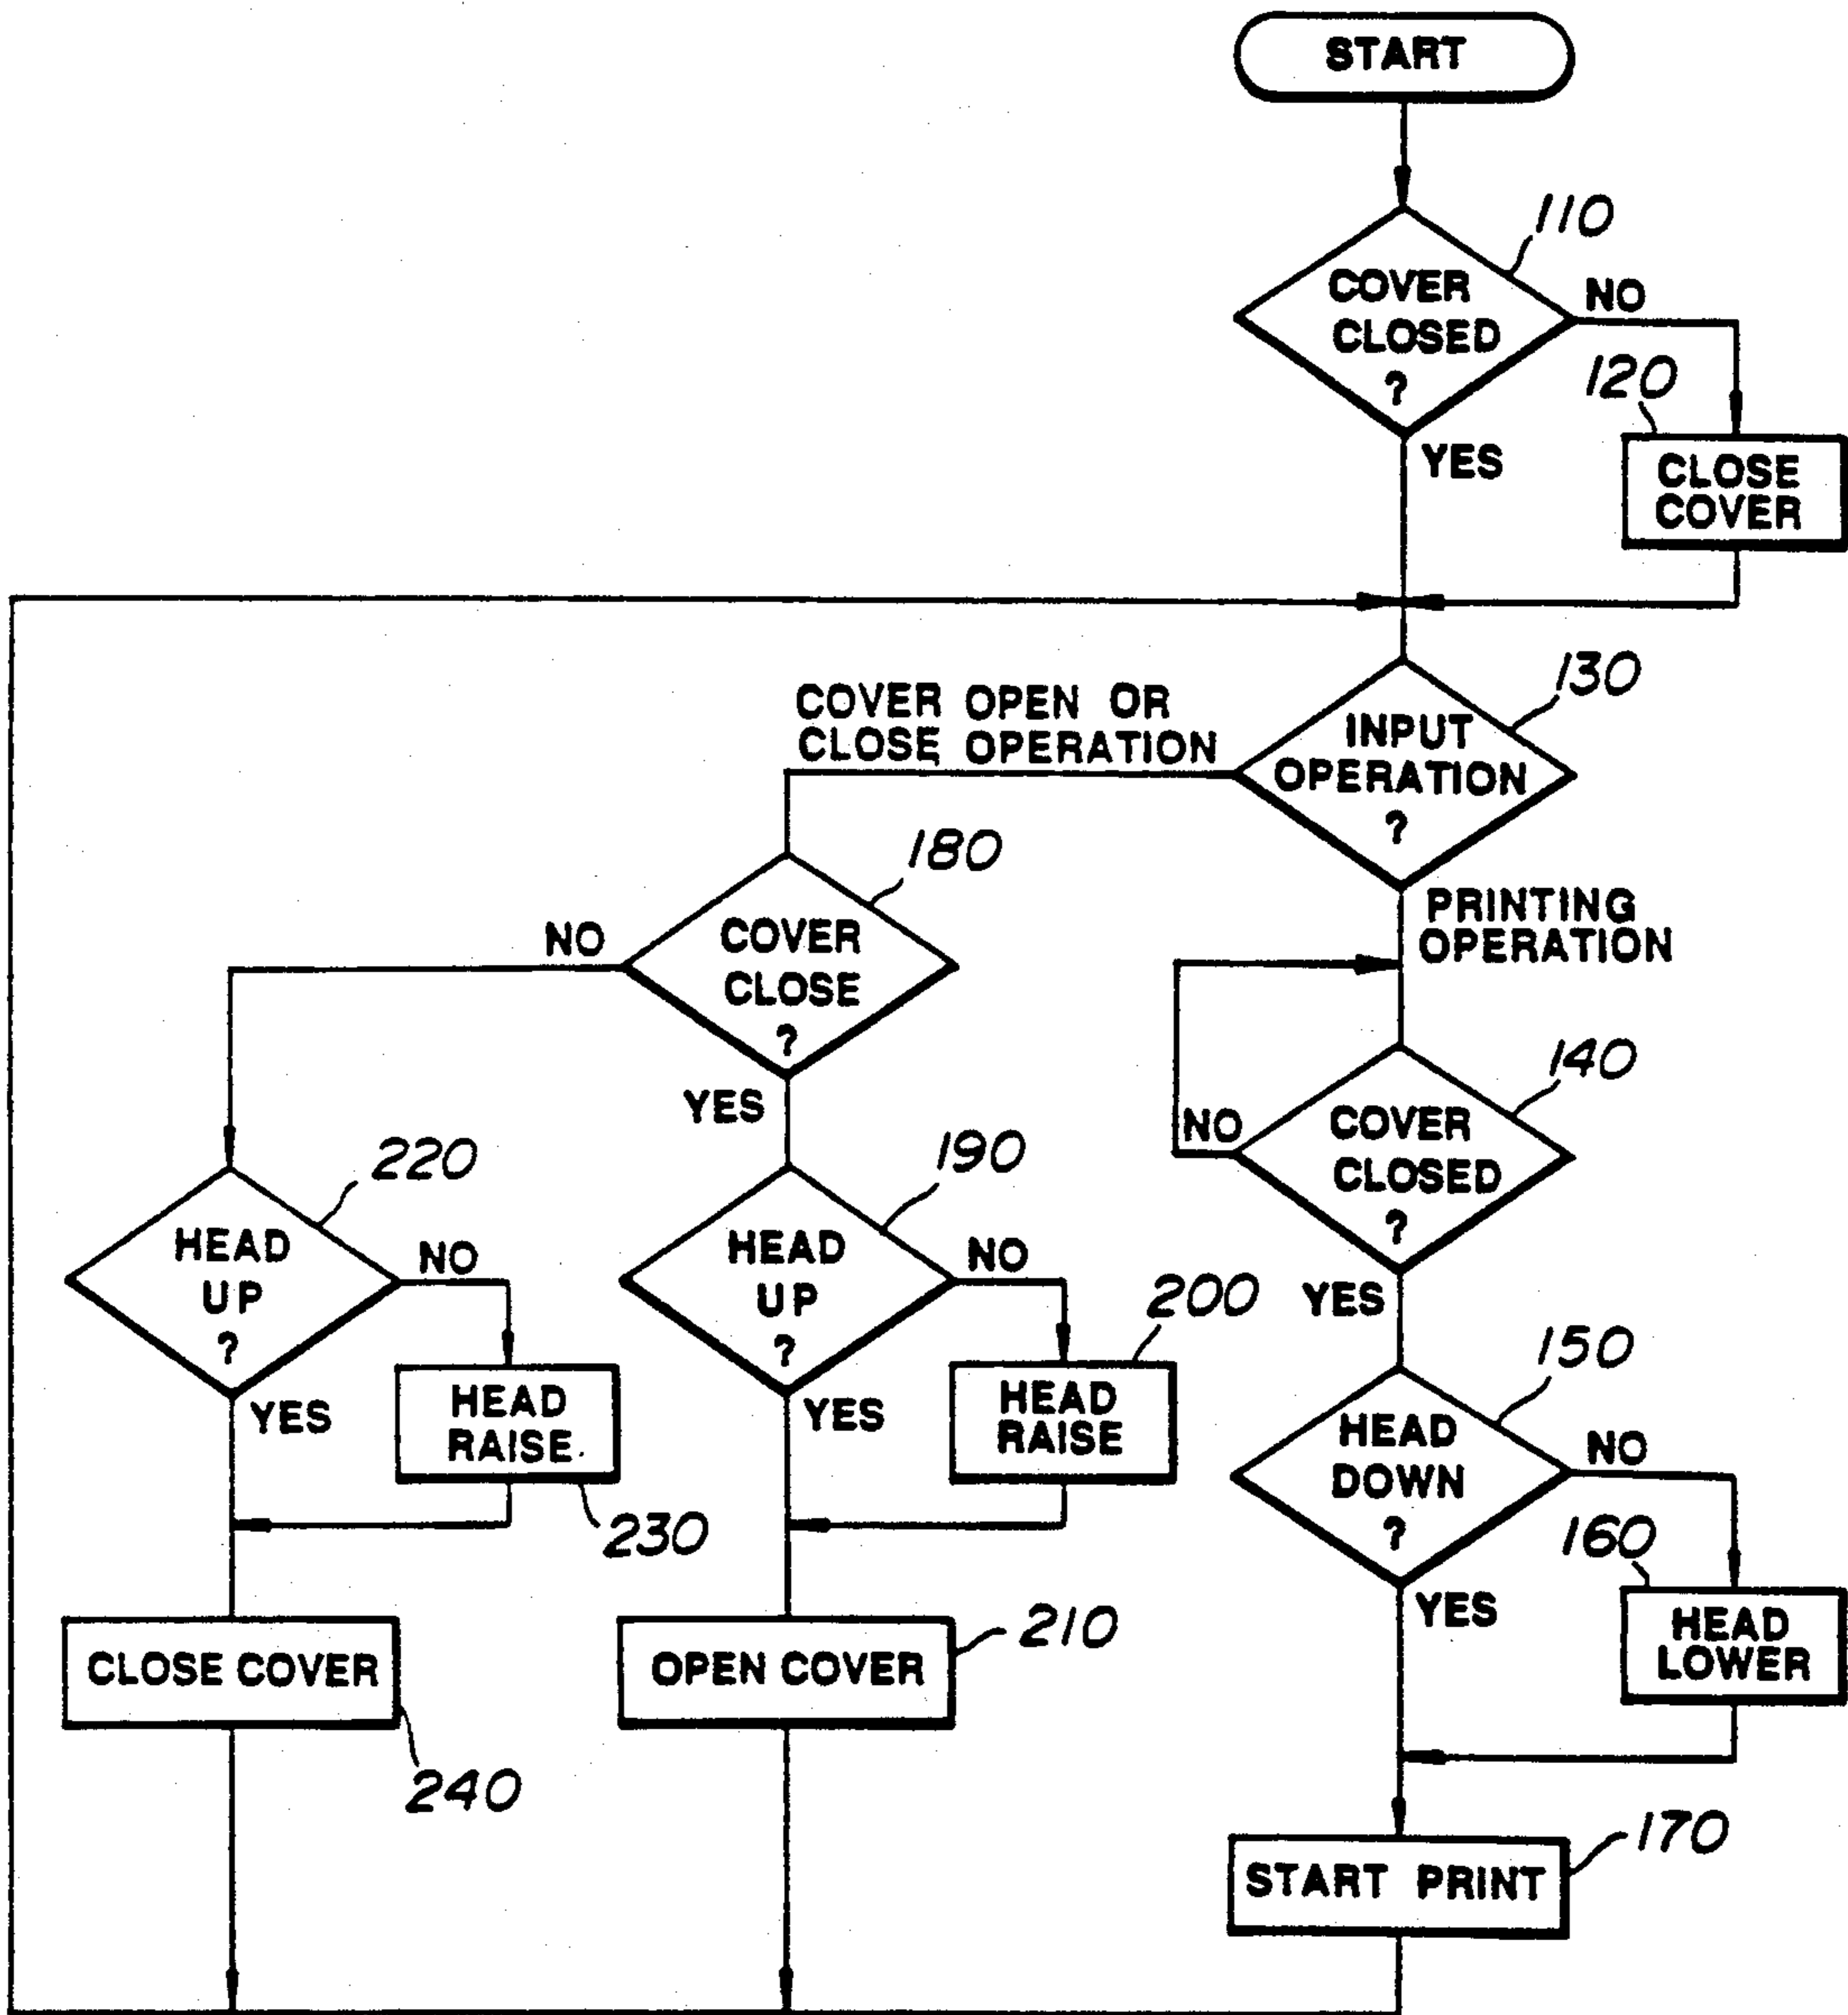 START
110
COVER
CLOSED
?
NO
120
YES
CLOSE
COVER
130
COVER OPEN OR
CLOSE OPERATION
INPUT
OPERATION
?
180
PRINTING
OPERATION
NO
COVER
CLOSE
?
YES
140
NO
COVER
CLOSED
?
YES
220
HEAD
UP
?
NO
YES
HEAD
RAISE
230
190
HEAD
UP
?
NO
200
YES
HEAD
RAISE
150
HEAD
DOWN
?
NO
160
YES
HEAD
LOWER
CLOSE COVER
240
OPEN COVER
210
START PRINT
170